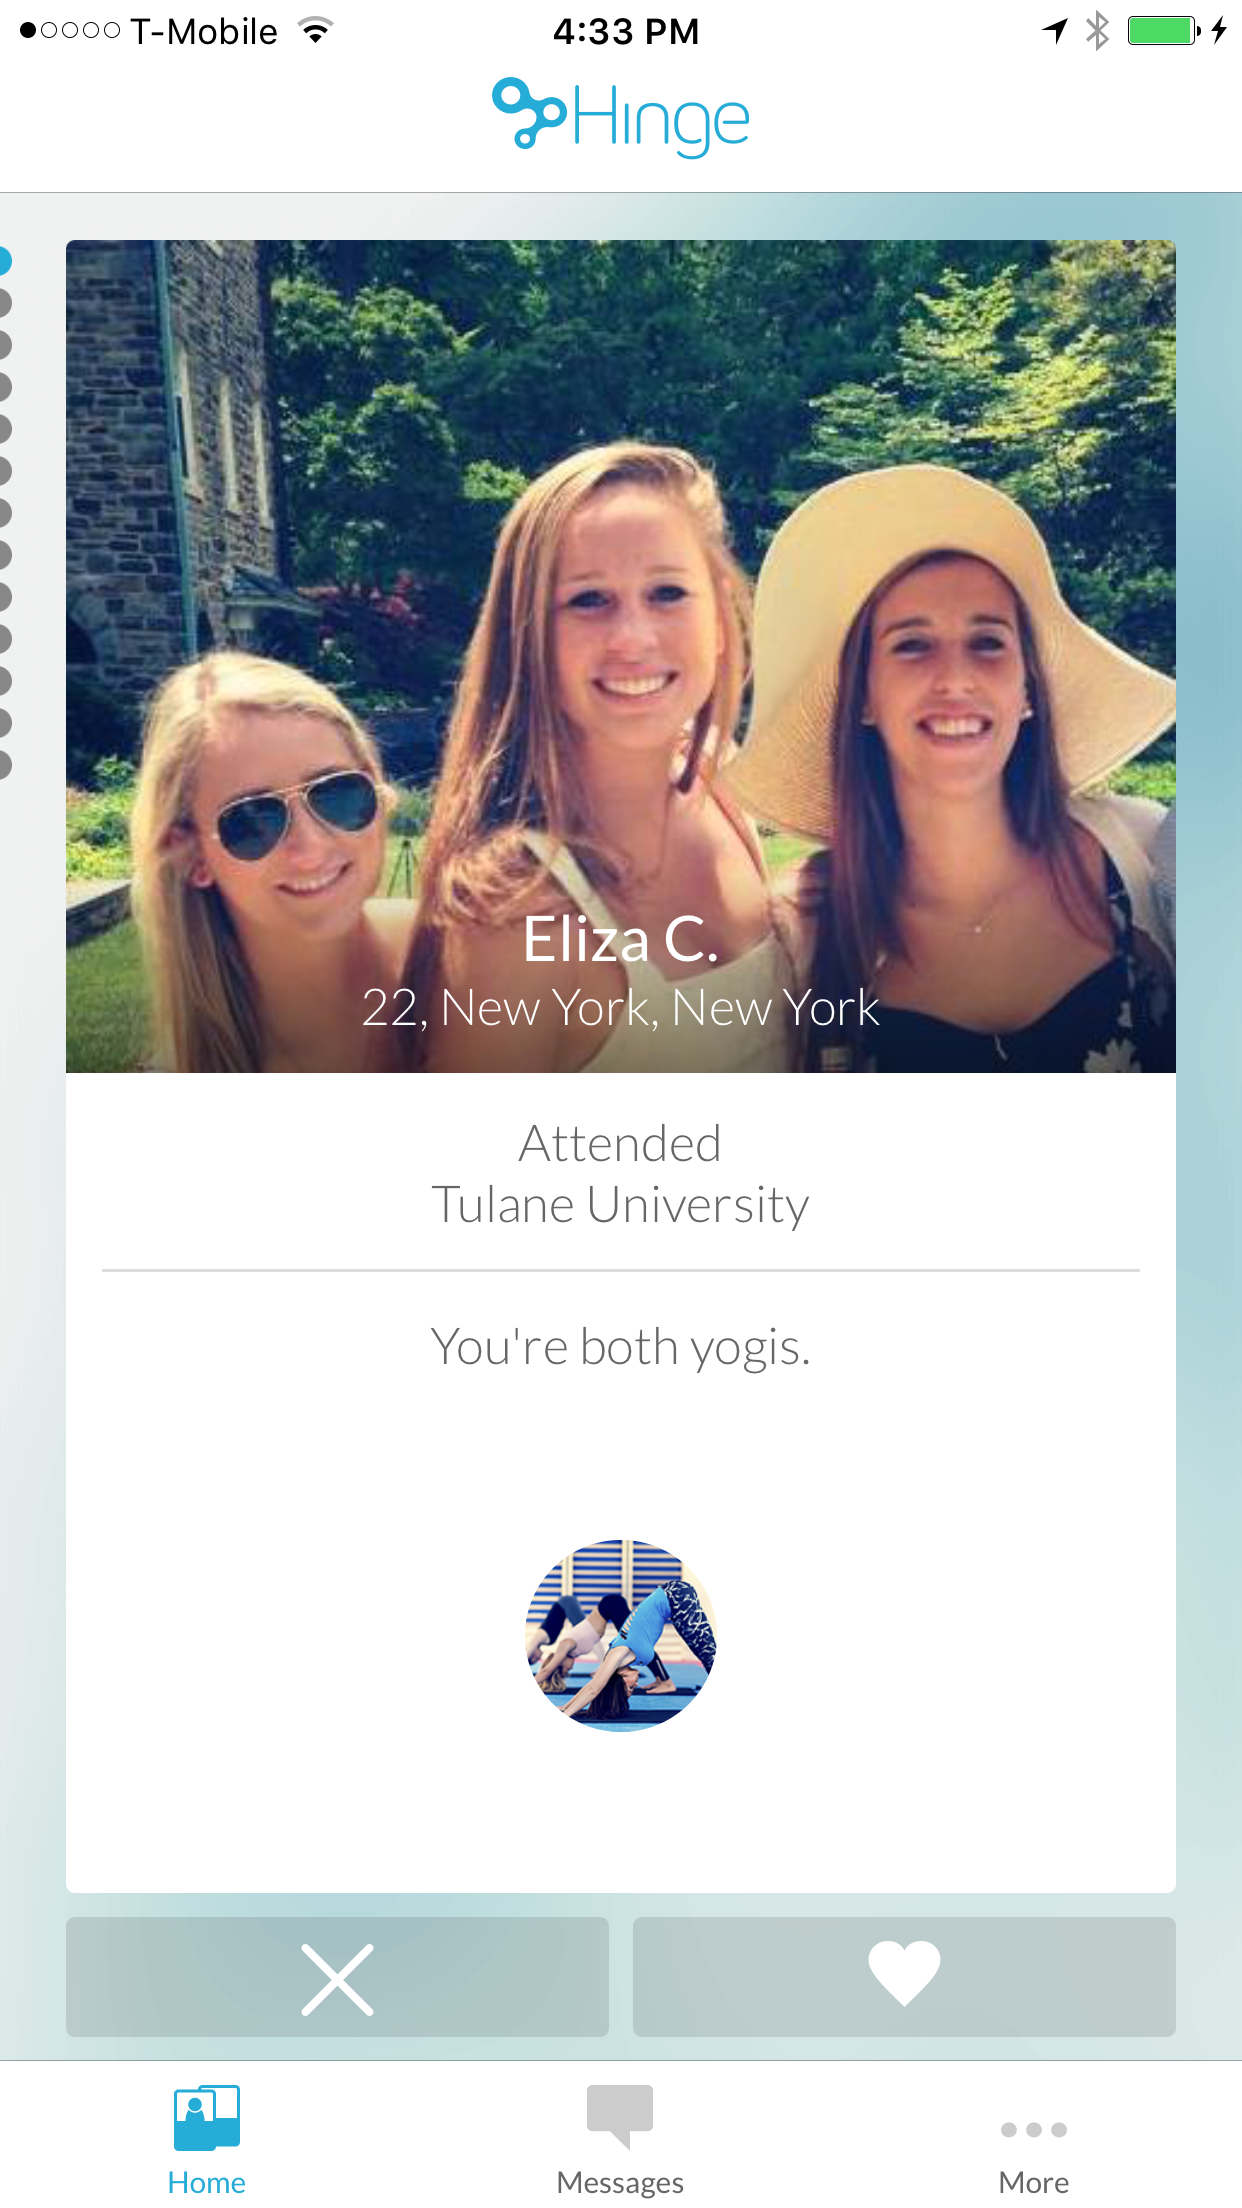 T-Mobile
4:33 PM
Hinge
Eliza C.
22, New York, New York
Attended
Tulane University
You're both yogis.
Home
Messages
More